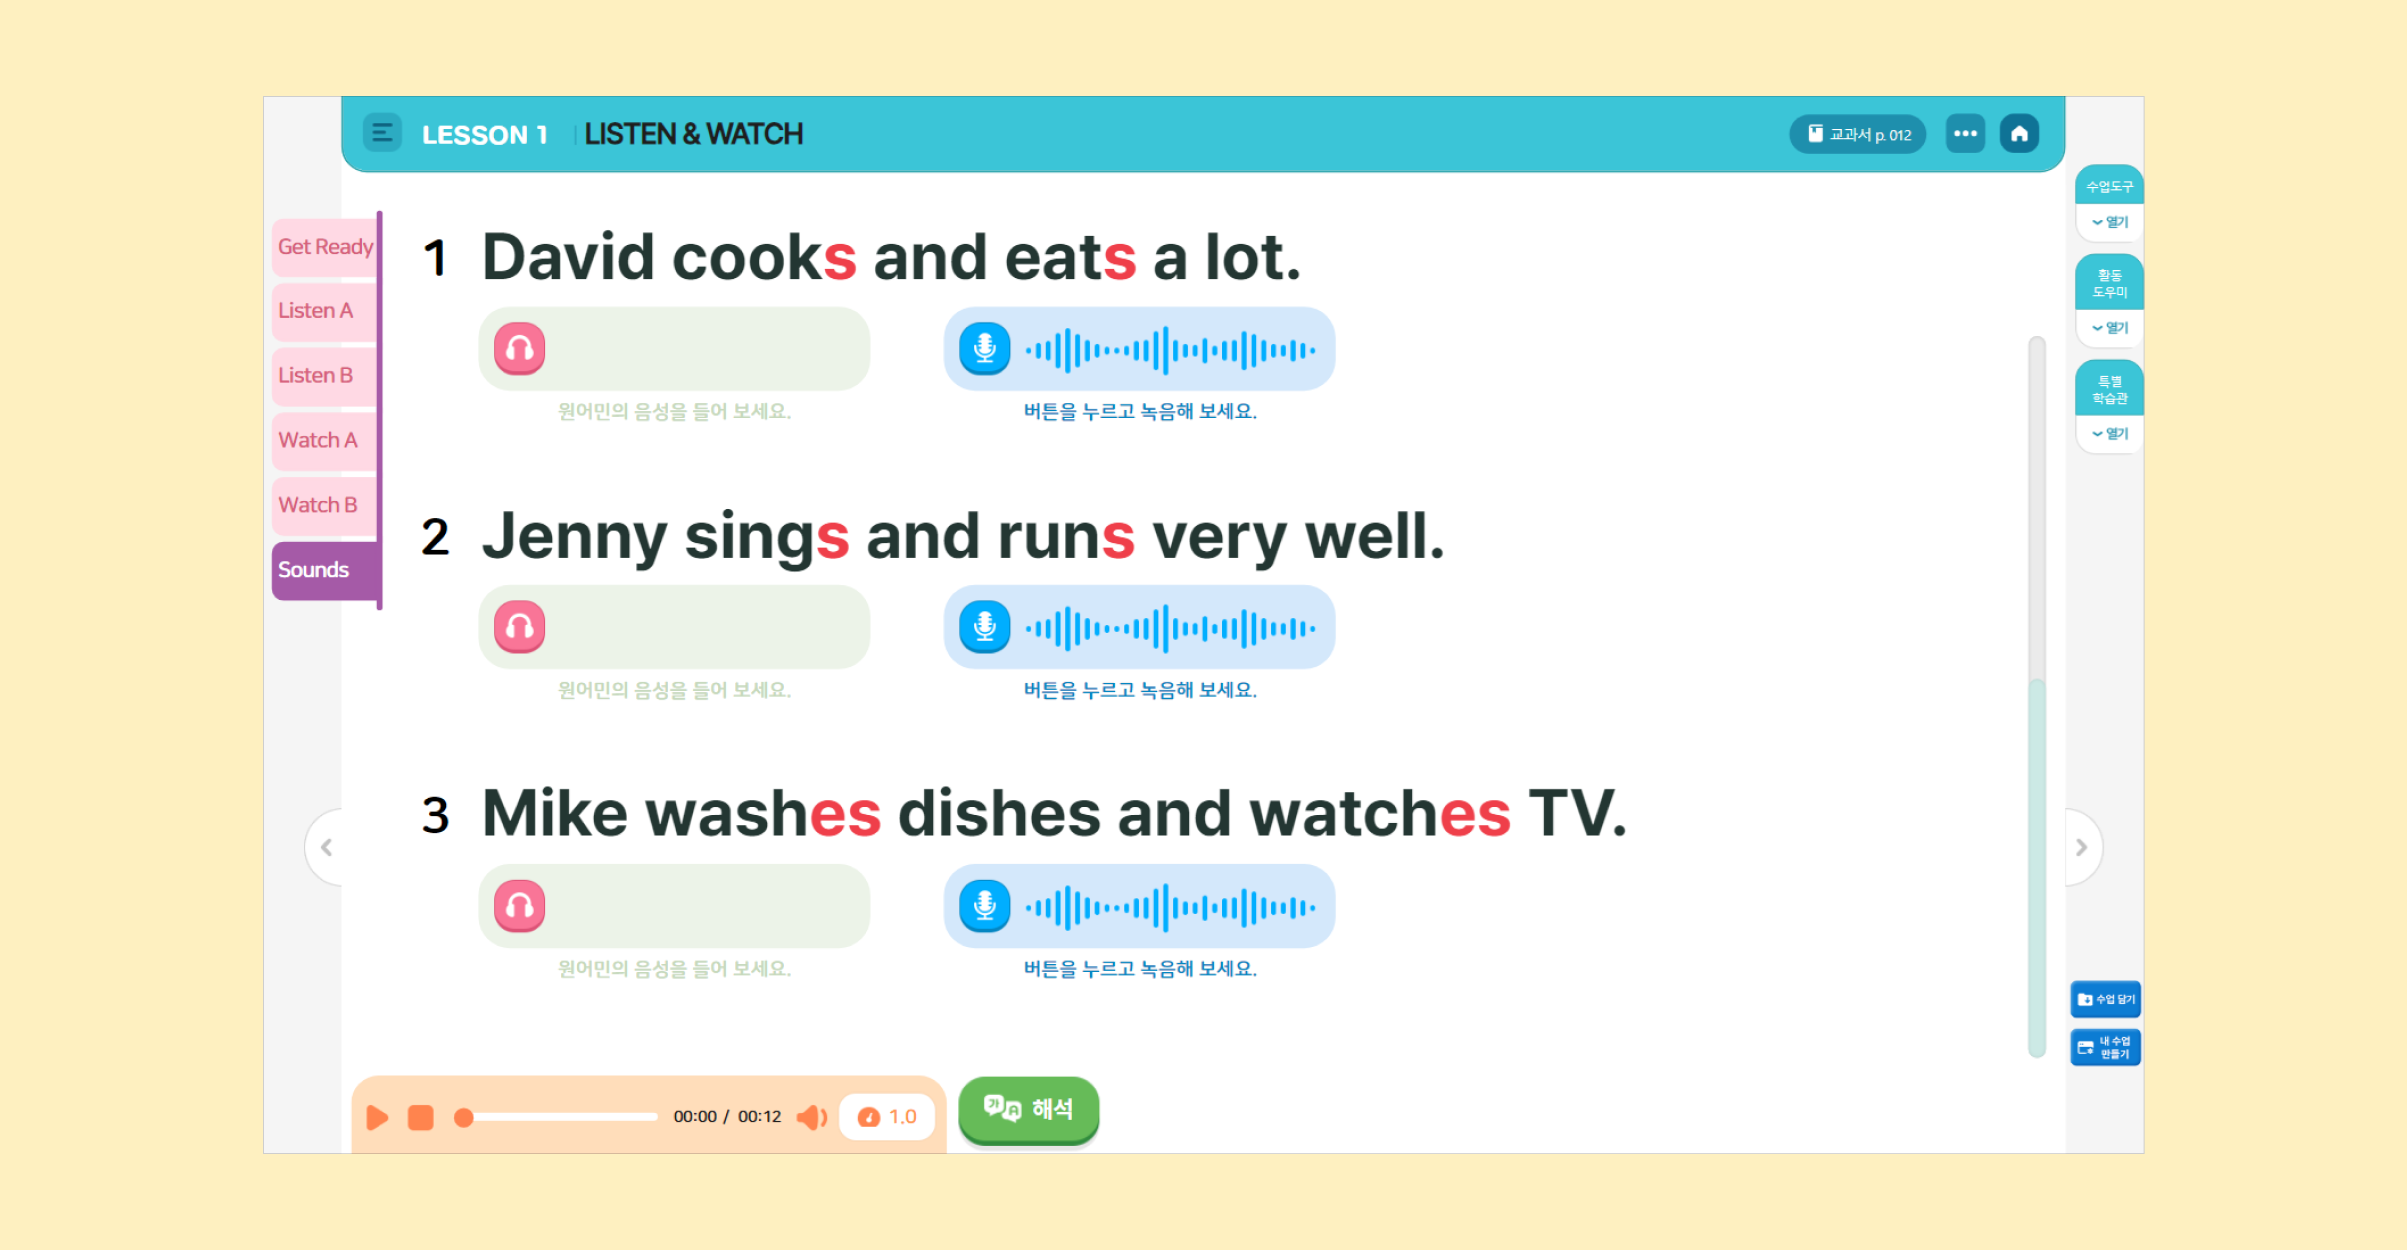 LESSON 1 | LISTEN & WATCH
교과서 p. 012
수업도구
열기
활동
도우미
열기
특별
학습관
열기
Get Ready
Listen A
Listen B
Watch A
Watch B
Sounds
1 David cooks and eats a lot.
원어민의 음성을 들어 보세요.
버튼을 누르고 녹음해 보세요.
2 Jenny sings and runs very well.
원어민의 음성을 들어 보세요.
버튼을 누르고 녹음해 보세요.
3 Mike washes dishes and watches TV.
원어민의 음성을 들어 보세요.
버튼을 누르고 녹음해 보세요.
수업 담기
내 수업
만들기
00:00 / 00:12
1.0
가 A 해석